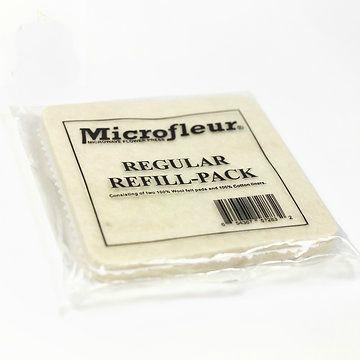 Microfleur®
MICROWAVE FLOWER PRESS
REGULAR
REFILL-PACK
Consisting of two 100% Wool felt pads and 100% Cotton liners.